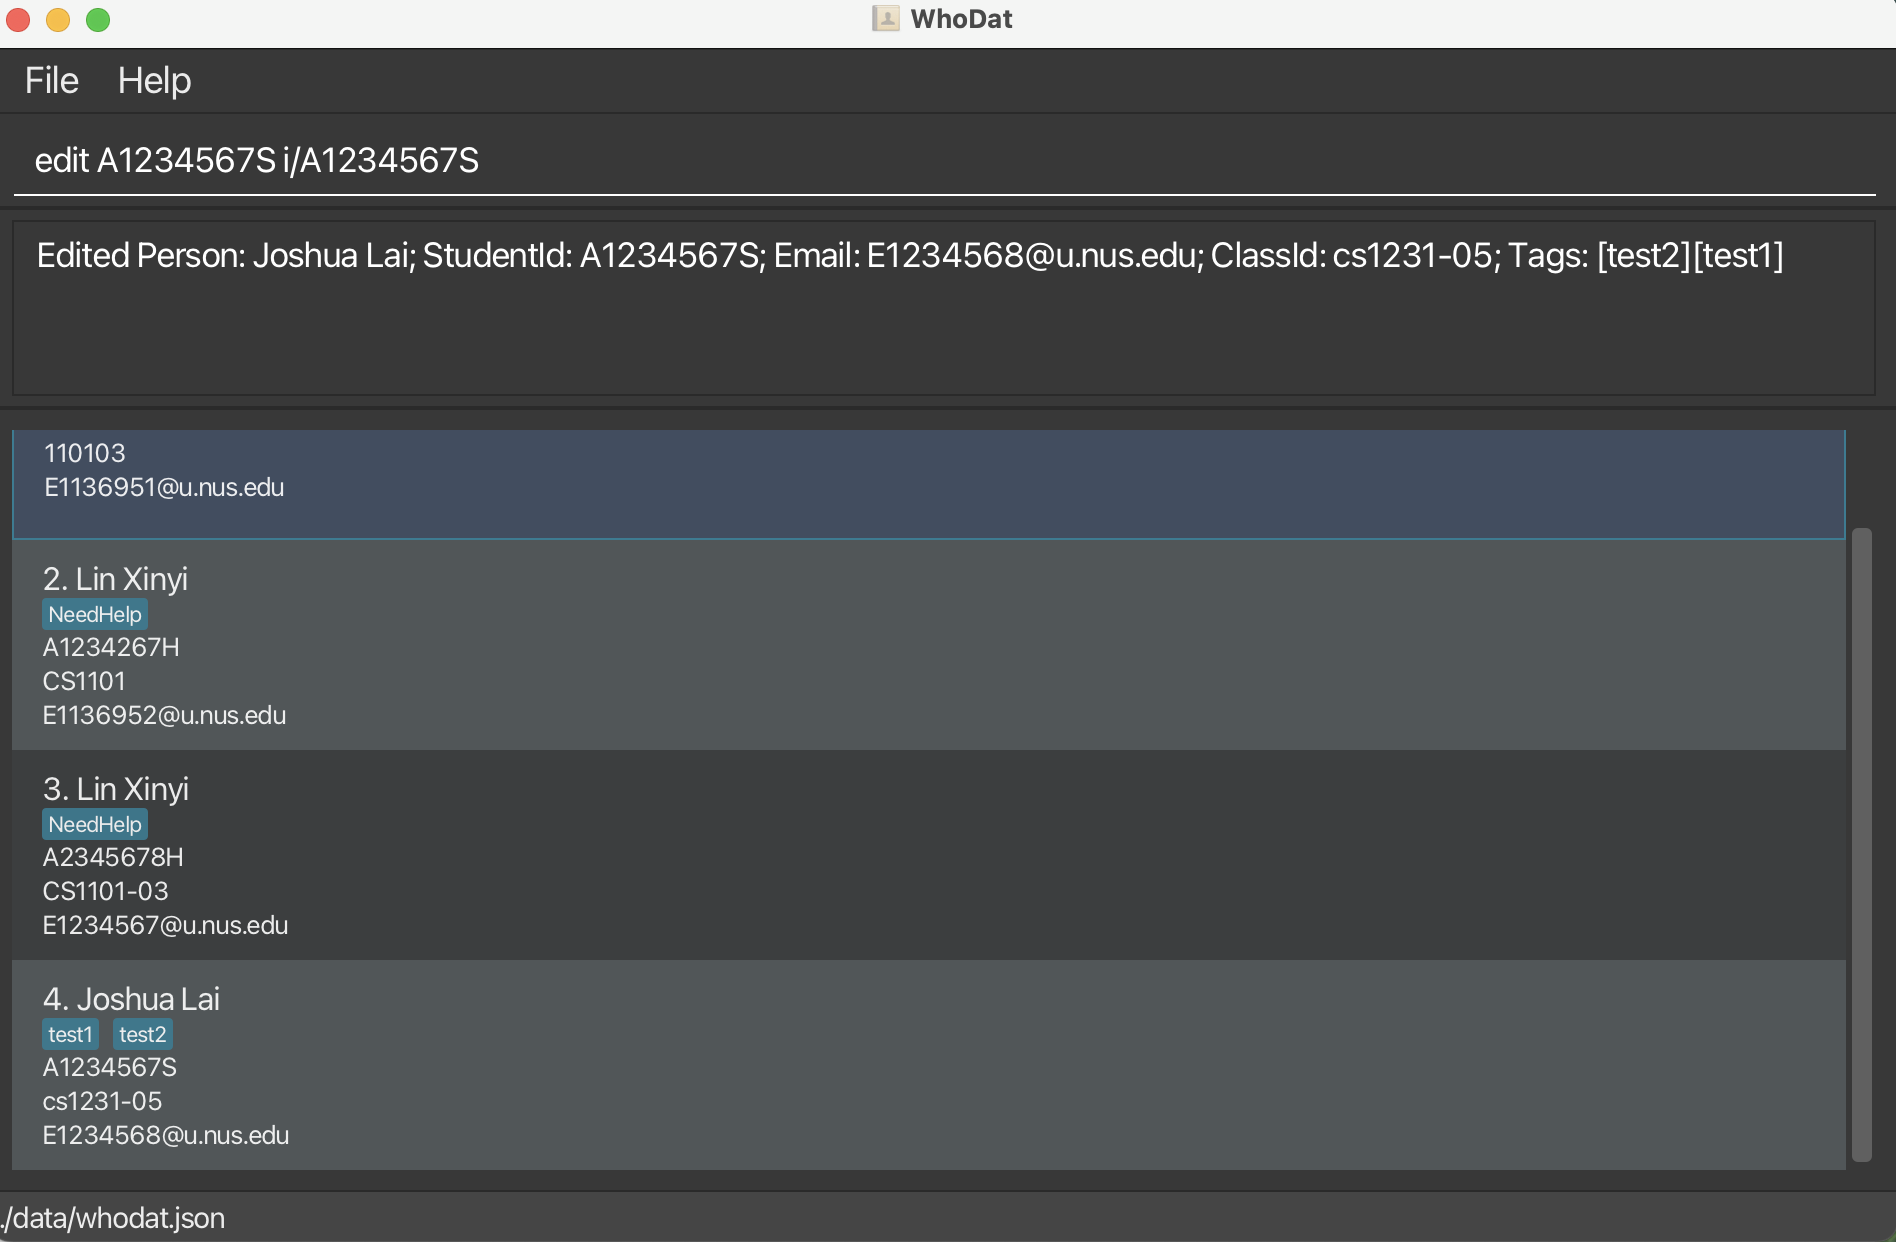 WhoDat
File Help
edit A1234567S i/A1234567S
Edited Person: Joshua Lai; StudentId: A1234567S; Email: E1234568@u.nus.edu; ClassId: cs1231-05; Tags: [test2][test1]
110103
E1136951@u.nus.edu
2. Lin Xinyi
NeedHelp
A1234267H
CS1101
E1136952@u.nus.edu
3. Lin Xinyi
NeedHelp
A2345678H
CS1101-03
E1234567@u.nus.edu
4. Joshua Lai
test1 test2
A1234567S
cs1231-05
E1234568@u.nus.edu
./data/whodat.json